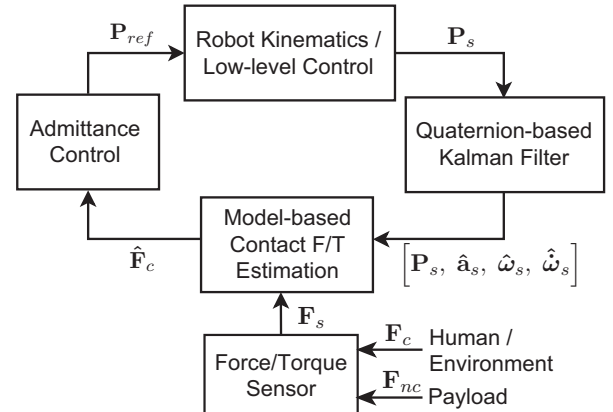 P_ref
Robot Kinematics /
Low-level Control
P_s
Admittance
Control
Quaternion-based
Kalman Filter
Model-based
Contact F/T
Estimation
F̂_c
[P_s, â_s, ω̂_s, ω̇̂_s]
F_s
Force/Torque
Sensor
F_c
Human /
Environment
F_nc
Payload